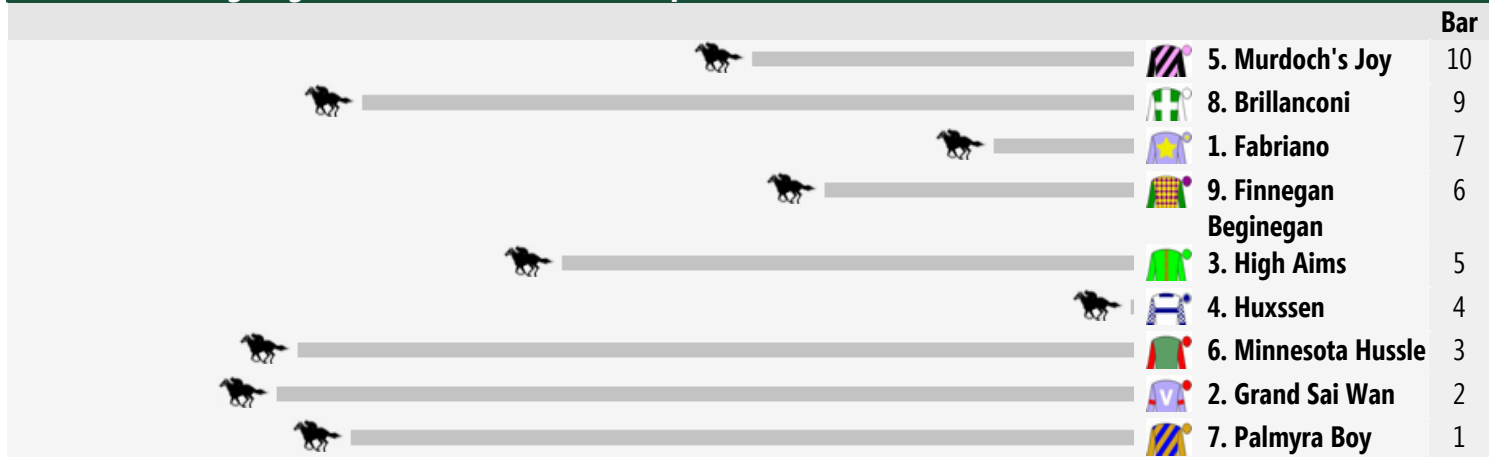 Bar
5. Murdoch's Joy 10
8. Brillanconi 9
1. Fabriano 7
9. Finnegan 6
Beginegan
3. High Aims 5
4. Huxssen 4
6. Minnesota Hussle 3
V 2. Grand Sai Wan 2
7. Palmyra Boy 1